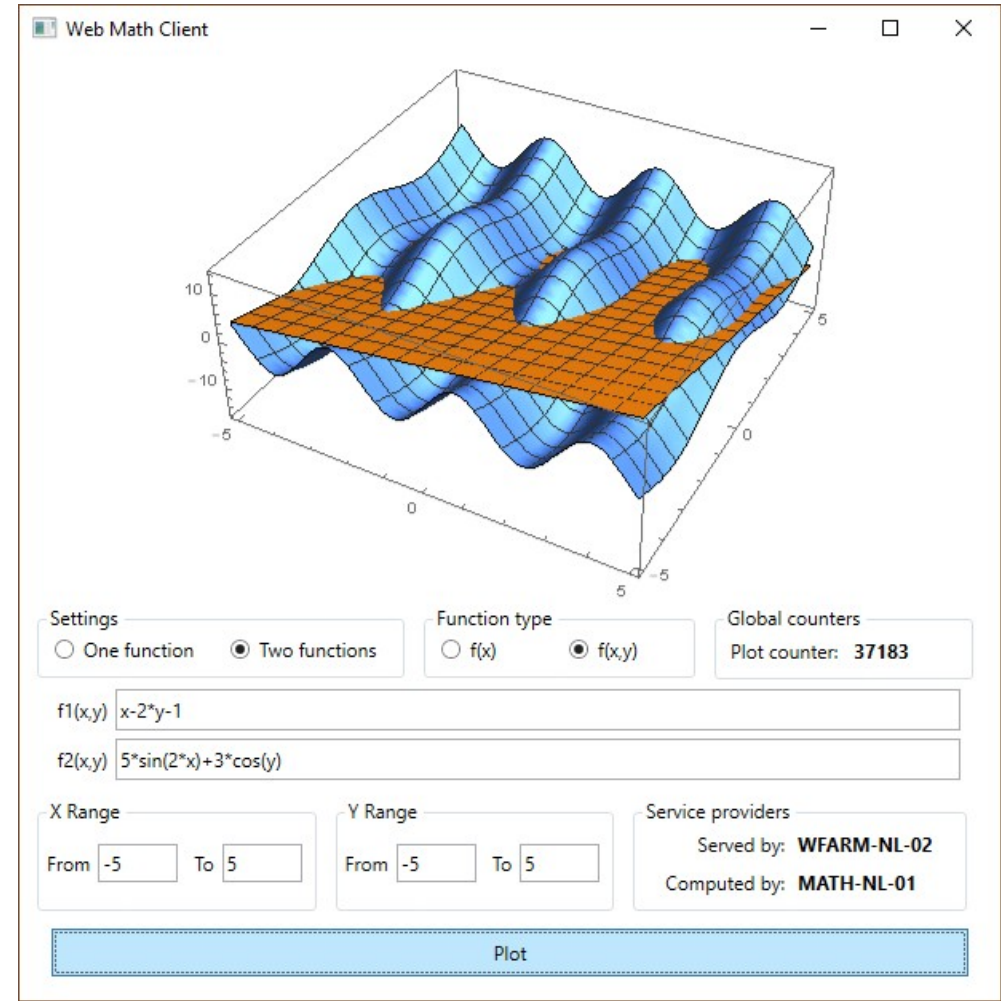 Web Math Client
10
0
-10
-5
0
5
5
0
-5
Settings
One function Two functions
Function type
f(x) f(x,y)
Global counters
Plot counter: 37183
f1(x,y) x-2*y-1
f2(x,y) 5*sin(2*x)+3*cos(y)
X Range
From -5 To 5
Y Range
From -5 To 5
Service providers
Served by: WFARM-NL-02
Computed by: MATH-NL-01
Plot